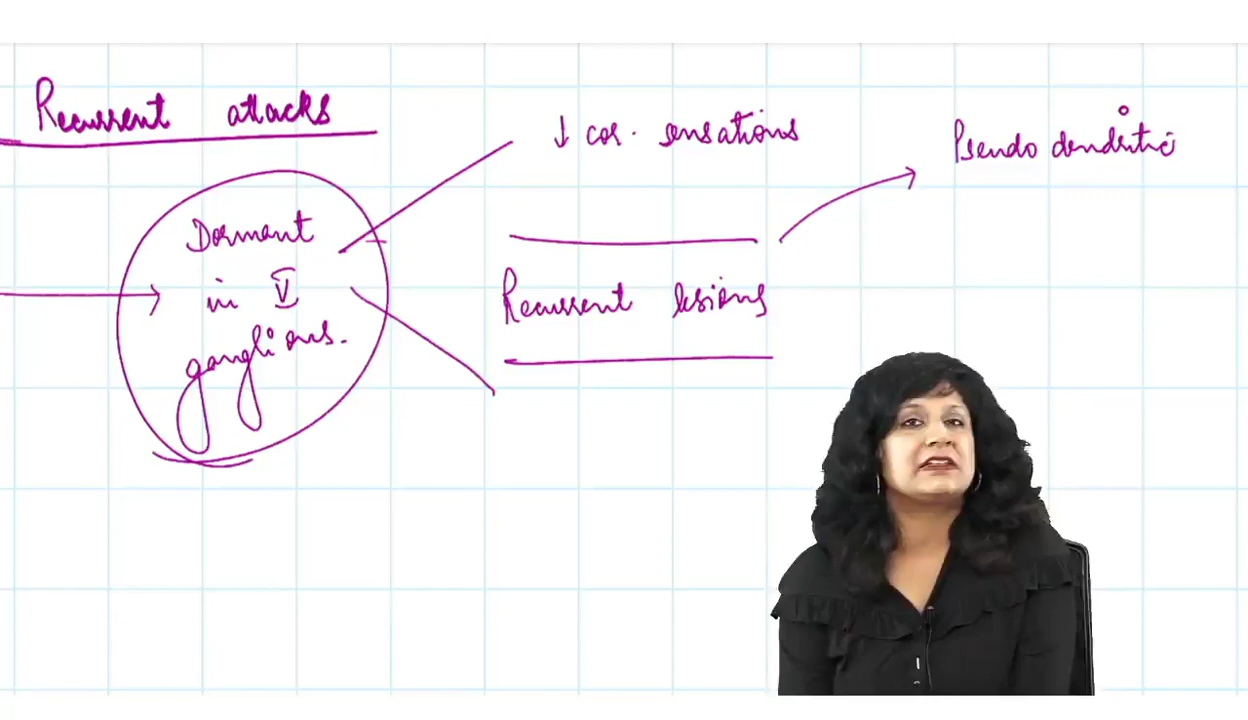 Recurrent attacks
Dormant
in V
ganglions.
↓ cor. sensations
Recurrent lesions
Pseudo dendritic